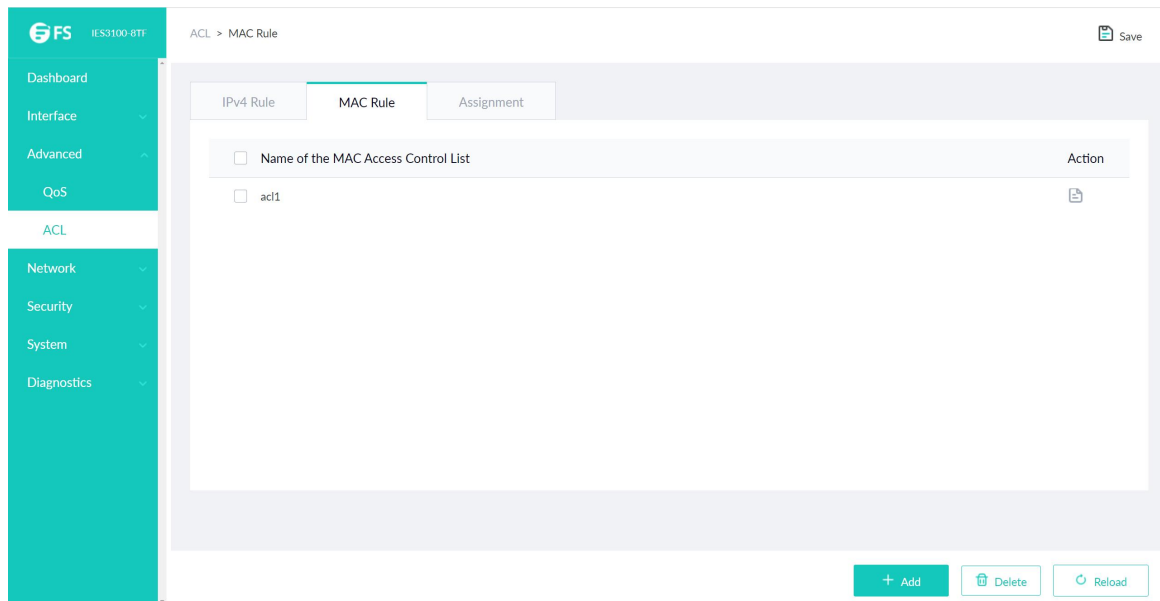 FS IES3100-8TF
ACL > MAC Rule
Save
Dashboard
Interface
Advanced
QoS
ACL
Network
Security
System
Diagnostics
IPv4 Rule MAC Rule Assignment
Name of the MAC Access Control List Action
acl1
+ Add Delete Reload